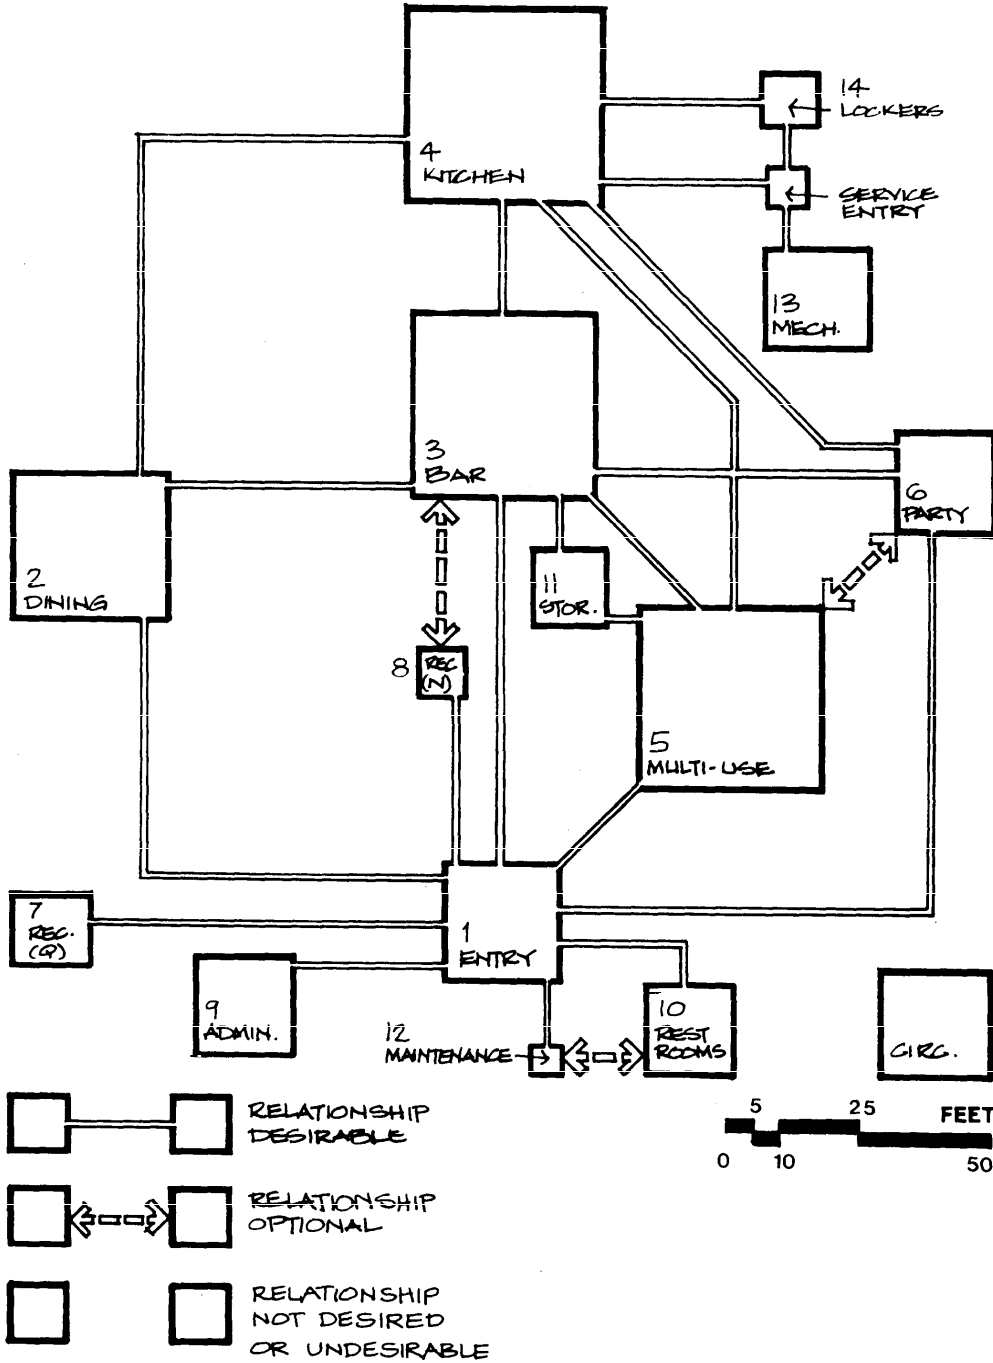 14
LOCKERS
4
KITCHEN
SERVICE
ENTRY
13
MECH.
3
BAR
6
PARTY
2
DINING
11
STOR.
8
REC
(N)
5
MULTI-USE
7
REC.
(Q)
1
ENTRY
9
ADMIN.
12
MAINTENANCE
10
REST
ROOMS
CIRC.
RELATIONSHIP
DESIRABLE
5 25 FEET
0 10 50
RELATIONSHIP
OPTIONAL
RELATIONSHIP
NOT DESIRED
OR UNDESIRABLE